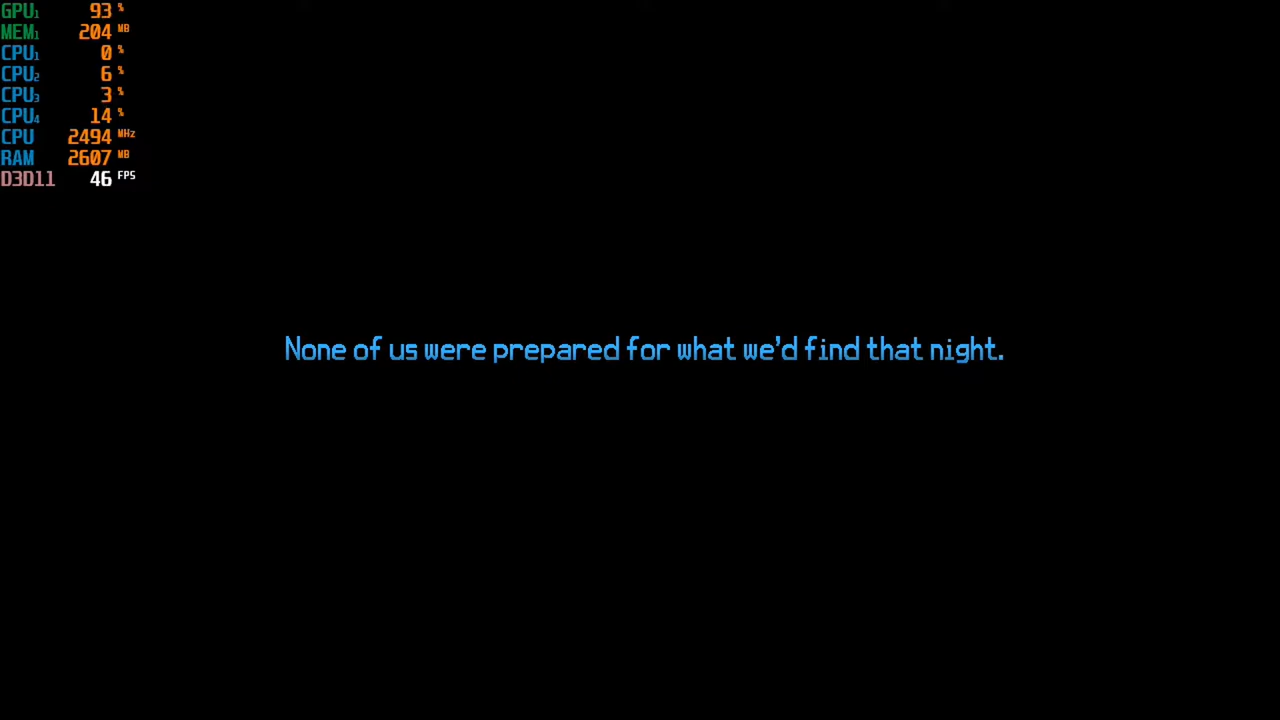 GPU1 93 %
MEM1 204 MB
CPU1 0 %
CPU2 6 %
CPU3 3 %
CPU4 14 %
CPU 2494 MHz
RAM 2607 MB
D3D11 46 FPS
None of us were prepared for what we'd find that night.